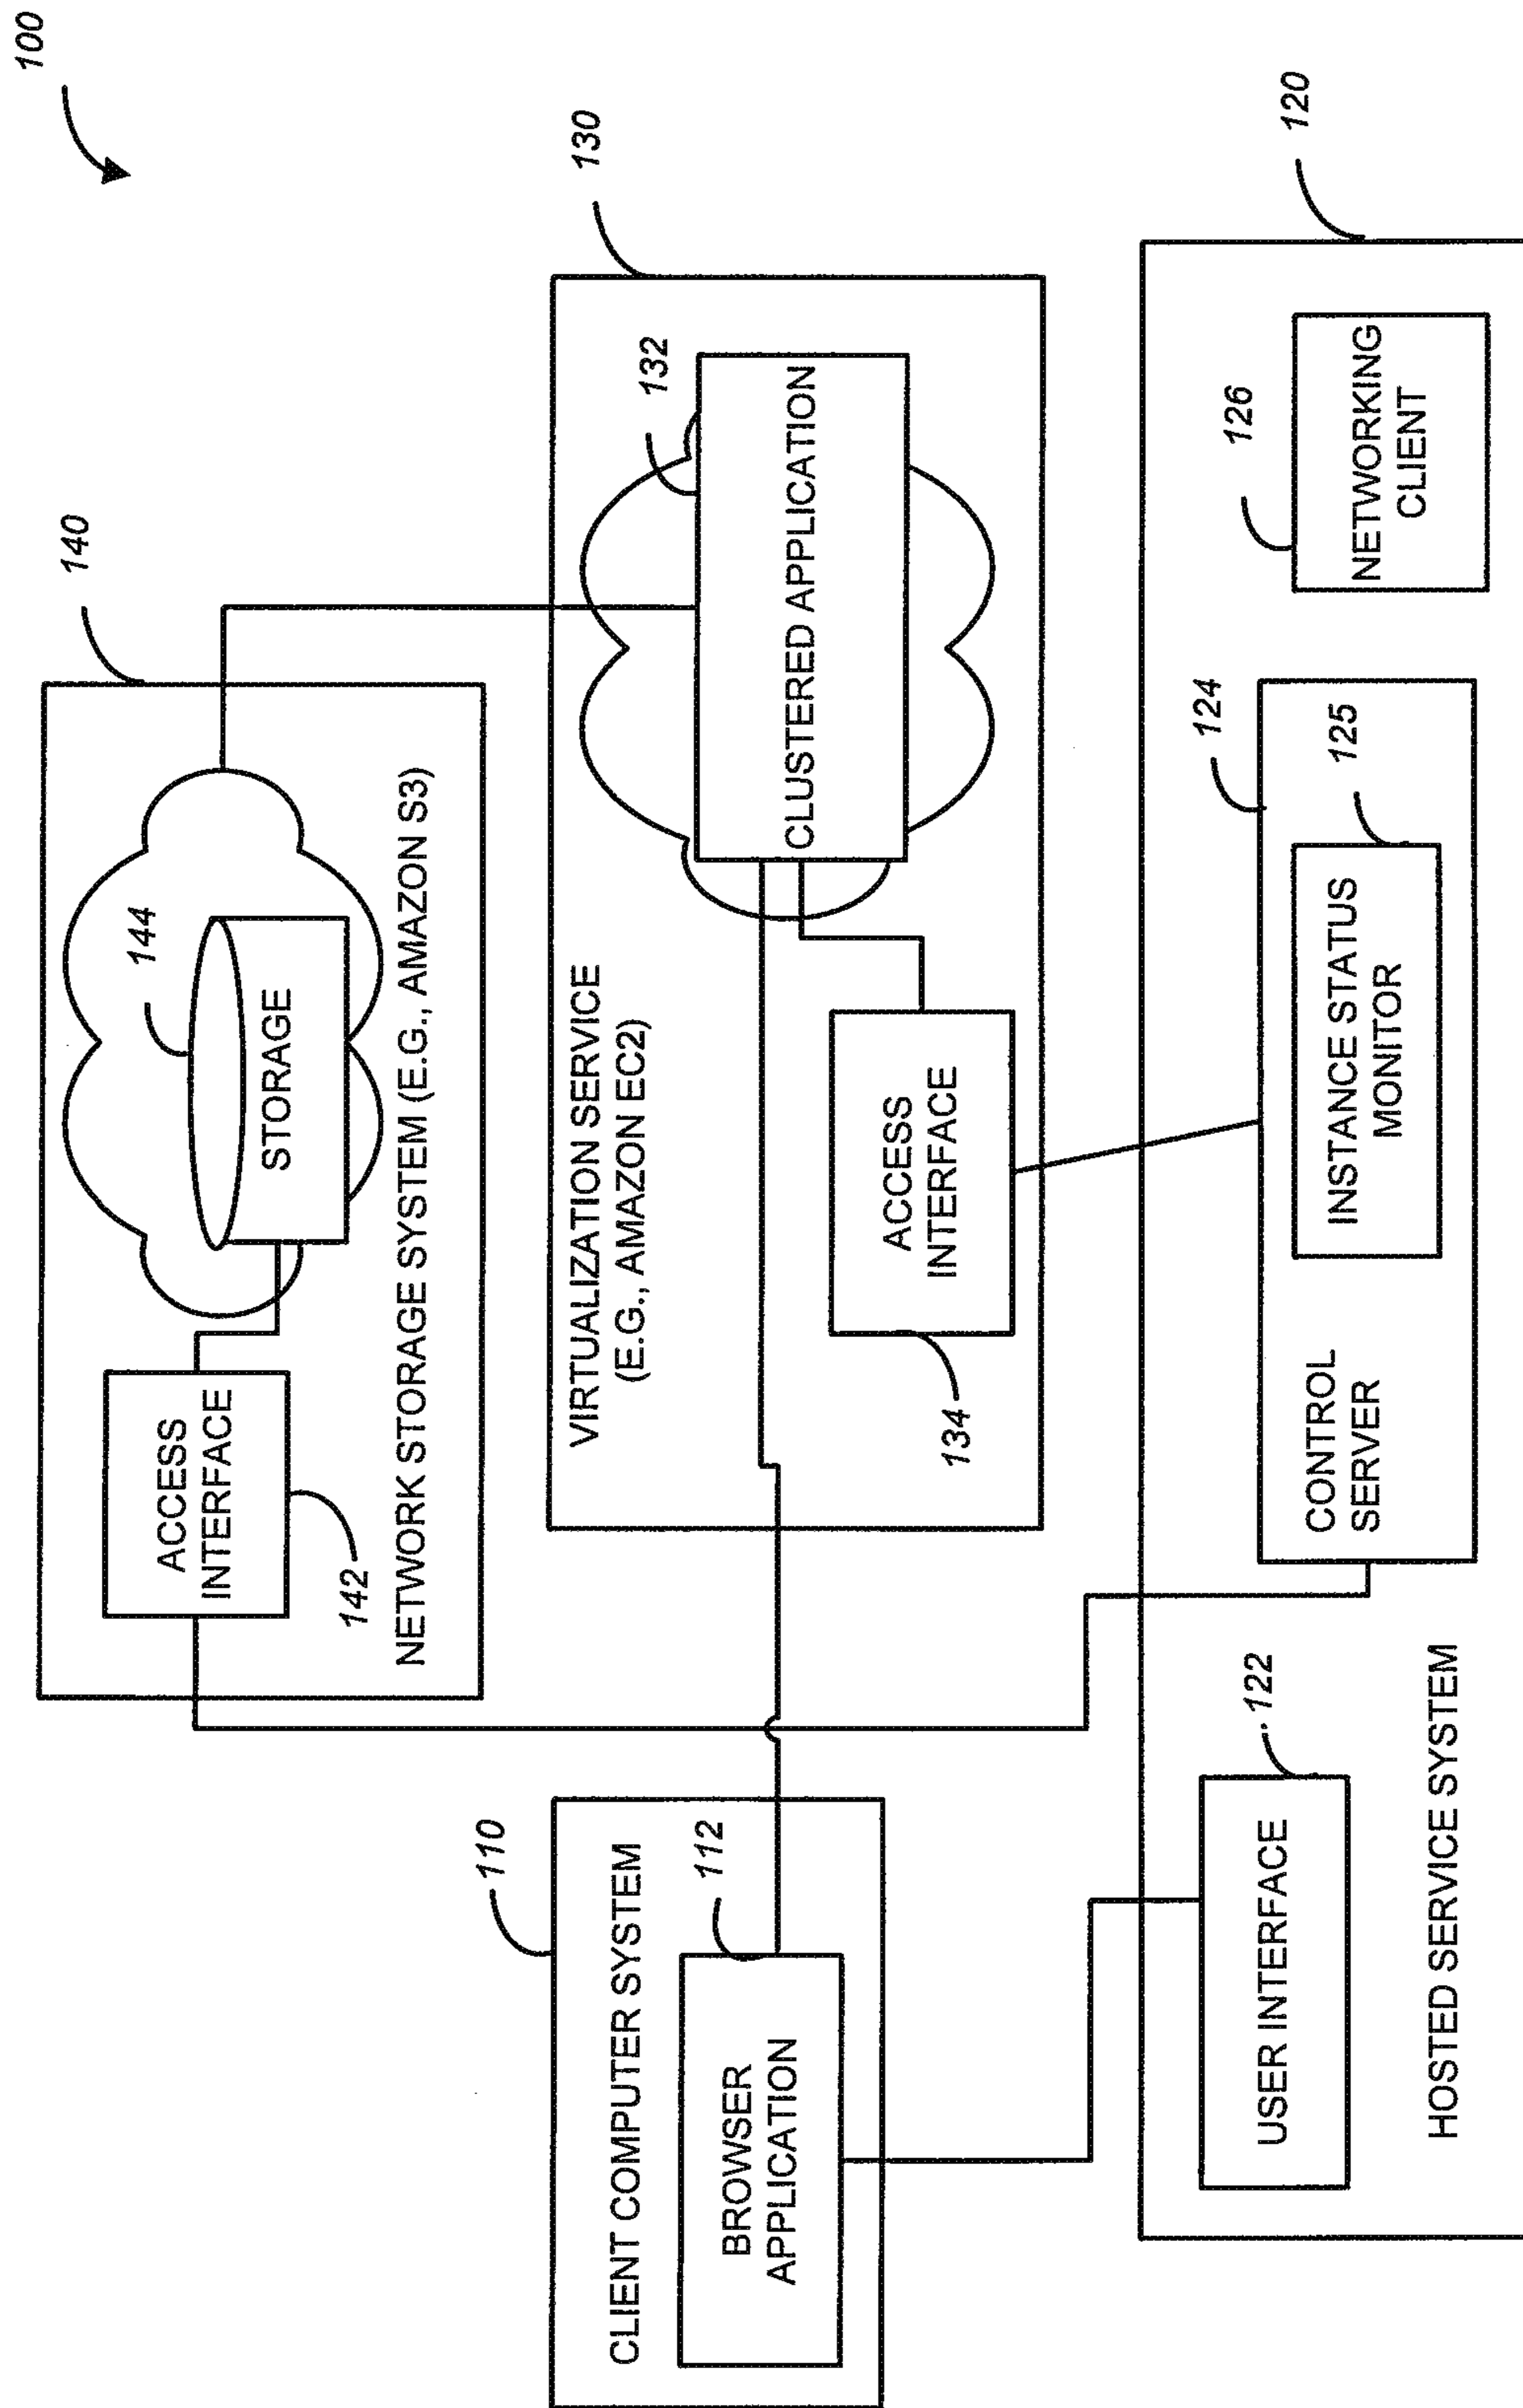 100
140
144
STORAGE
ACCESS
INTERFACE
142
NETWORK STORAGE SYSTEM (E.G., AMAZON S3)
130
VIRTUALIZATION SERVICE
(E.G., AMAZON EC2)
132
CLUSTERED APPLICATION
ACCESS
INTERFACE
134
110
CLIENT COMPUTER SYSTEM
112
BROWSER
APPLICATION
120
122
USER INTERFACE
HOSTED SERVICE SYSTEM
124
CONTROL
SERVER
125
INSTANCE STATUS
MONITOR
126
NETWORKING
CLIENT